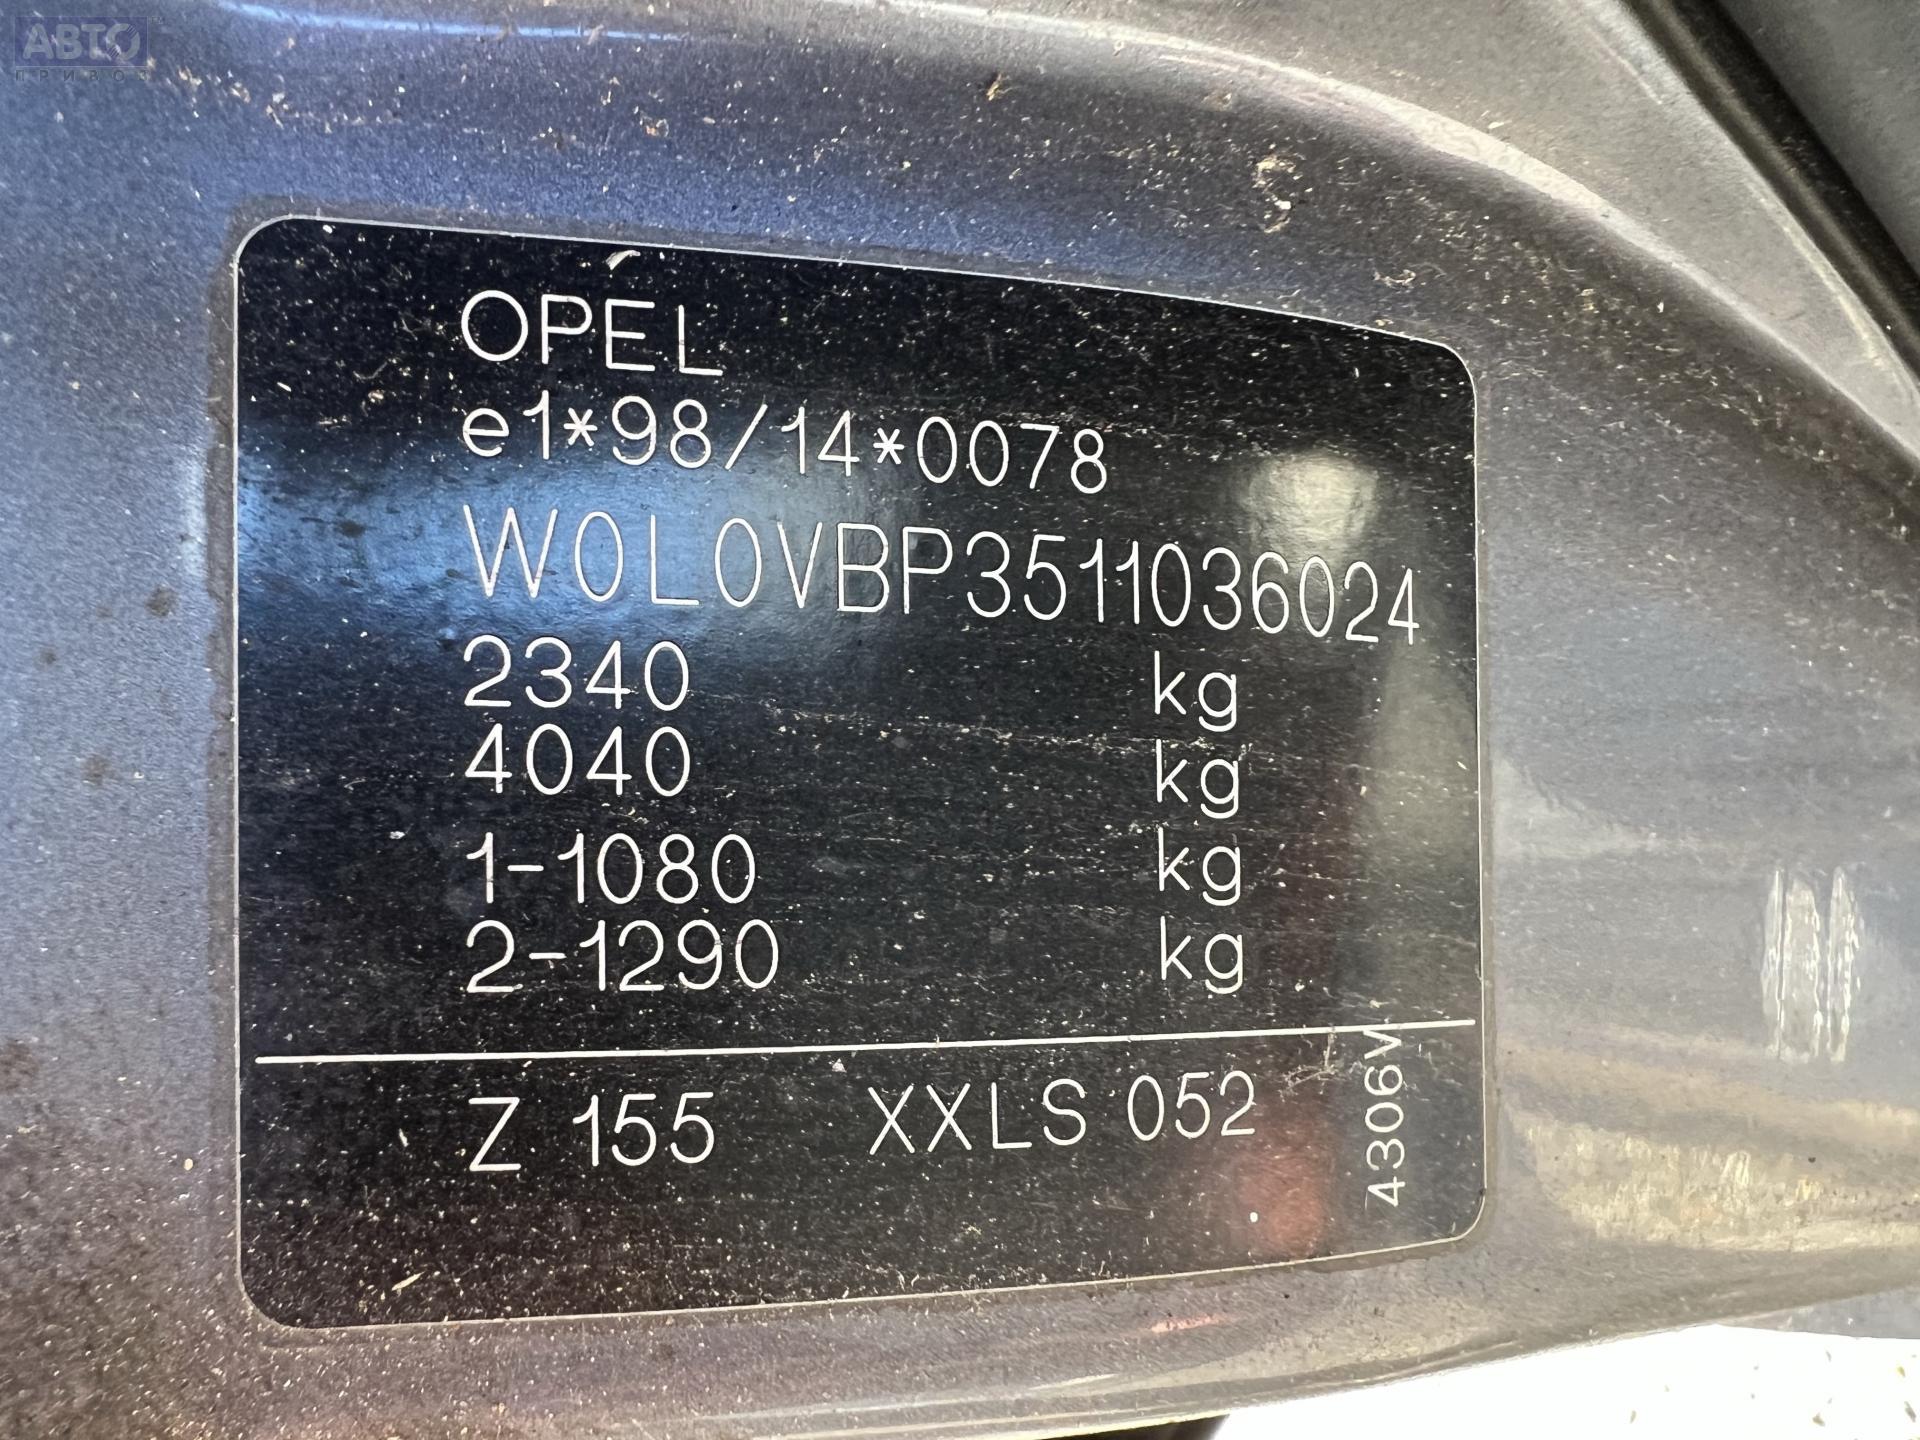 АВТО
ПРИВОЗ
OPEL
e1*98/14*0078
W0L0VBP3511036024
2340 kg
4040 kg
1-1080 kg
2-1290 kg
Z 155 XXLS 052
4306V